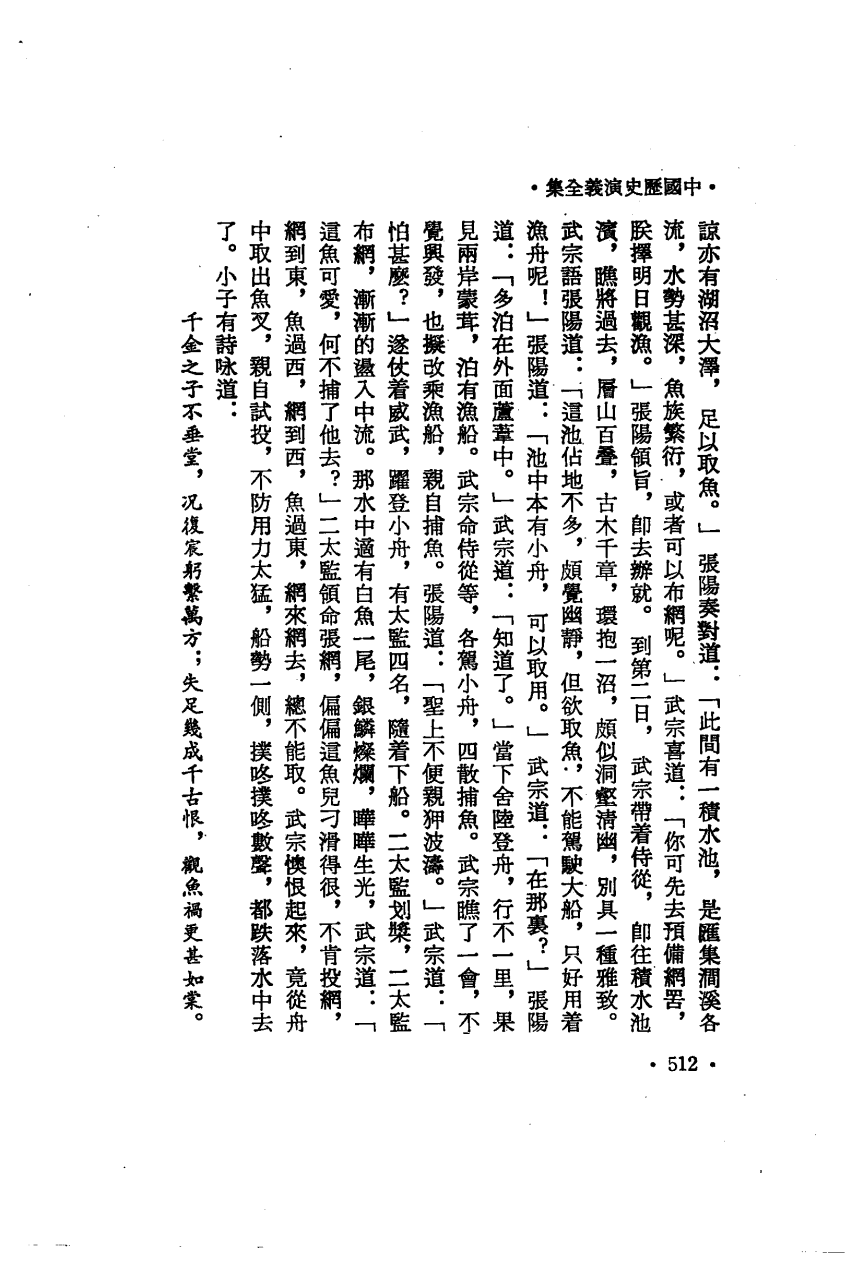 ・中國歷史演義全集・
諒亦有湖沼大澤，足以取魚。」張陽奏對道：「此間有一積水池，是匯集澗溪各
流，水勢甚深，魚族繁衍，或者可以布網呢。」武宗喜道：「你可先去預備網罟，
朕擇明日觀漁。」張陽領旨，即去辦就。到第二日，武宗帶着侍從，即往積水池
濱，瞧將過去，層山百疊，古木千章，環抱一沼，頗似洞壑清幽，別具一種雅致。
武宗語張陽道：「這池佔地不多，頗覺幽靜，但欲取魚，不能駕駛大船，只好用着
漁舟呢！」張陽道：「池中本有小舟，可以取用。」武宗道：「在那裏？」張陽
道：「多泊在外面蘆葦中。」武宗道：「知道了。」當下舍陸登舟，行不一里，果
見兩岸蒙茸，泊有漁船。武宗命侍從等，各駕小舟，四散捕魚。武宗瞧了一會，不
覺興發，也擬改乘漁船，親自捕魚。張陽道：「聖上不便親狎波濤。」武宗道：「
怕甚麼？」遂仗着威武，躍登小舟，有太監四名，隨着下船。二太監划槳，二太監
布網，漸漸的盪入中流。那水中適有白魚一尾，銀鱗燦爛，曄曄生光，武宗道：「
這魚可愛，何不捕了他去？」二太監領命張網，偏偏這魚兒刁滑得很，不肯投網，
網到東，魚過西，網到西，魚過東，網來網去，總不能取。武宗懊恨起來，竟從舟
中取出魚叉，親自試投，不防用力太猛，船勢一側，撲咚撲咚數聲，都跌落水中去
了。小子有詩咏道：
千金之子不垂堂，况復宸躬繫萬方；失足幾成千古恨，觀魚禍更甚如棠。
・512・